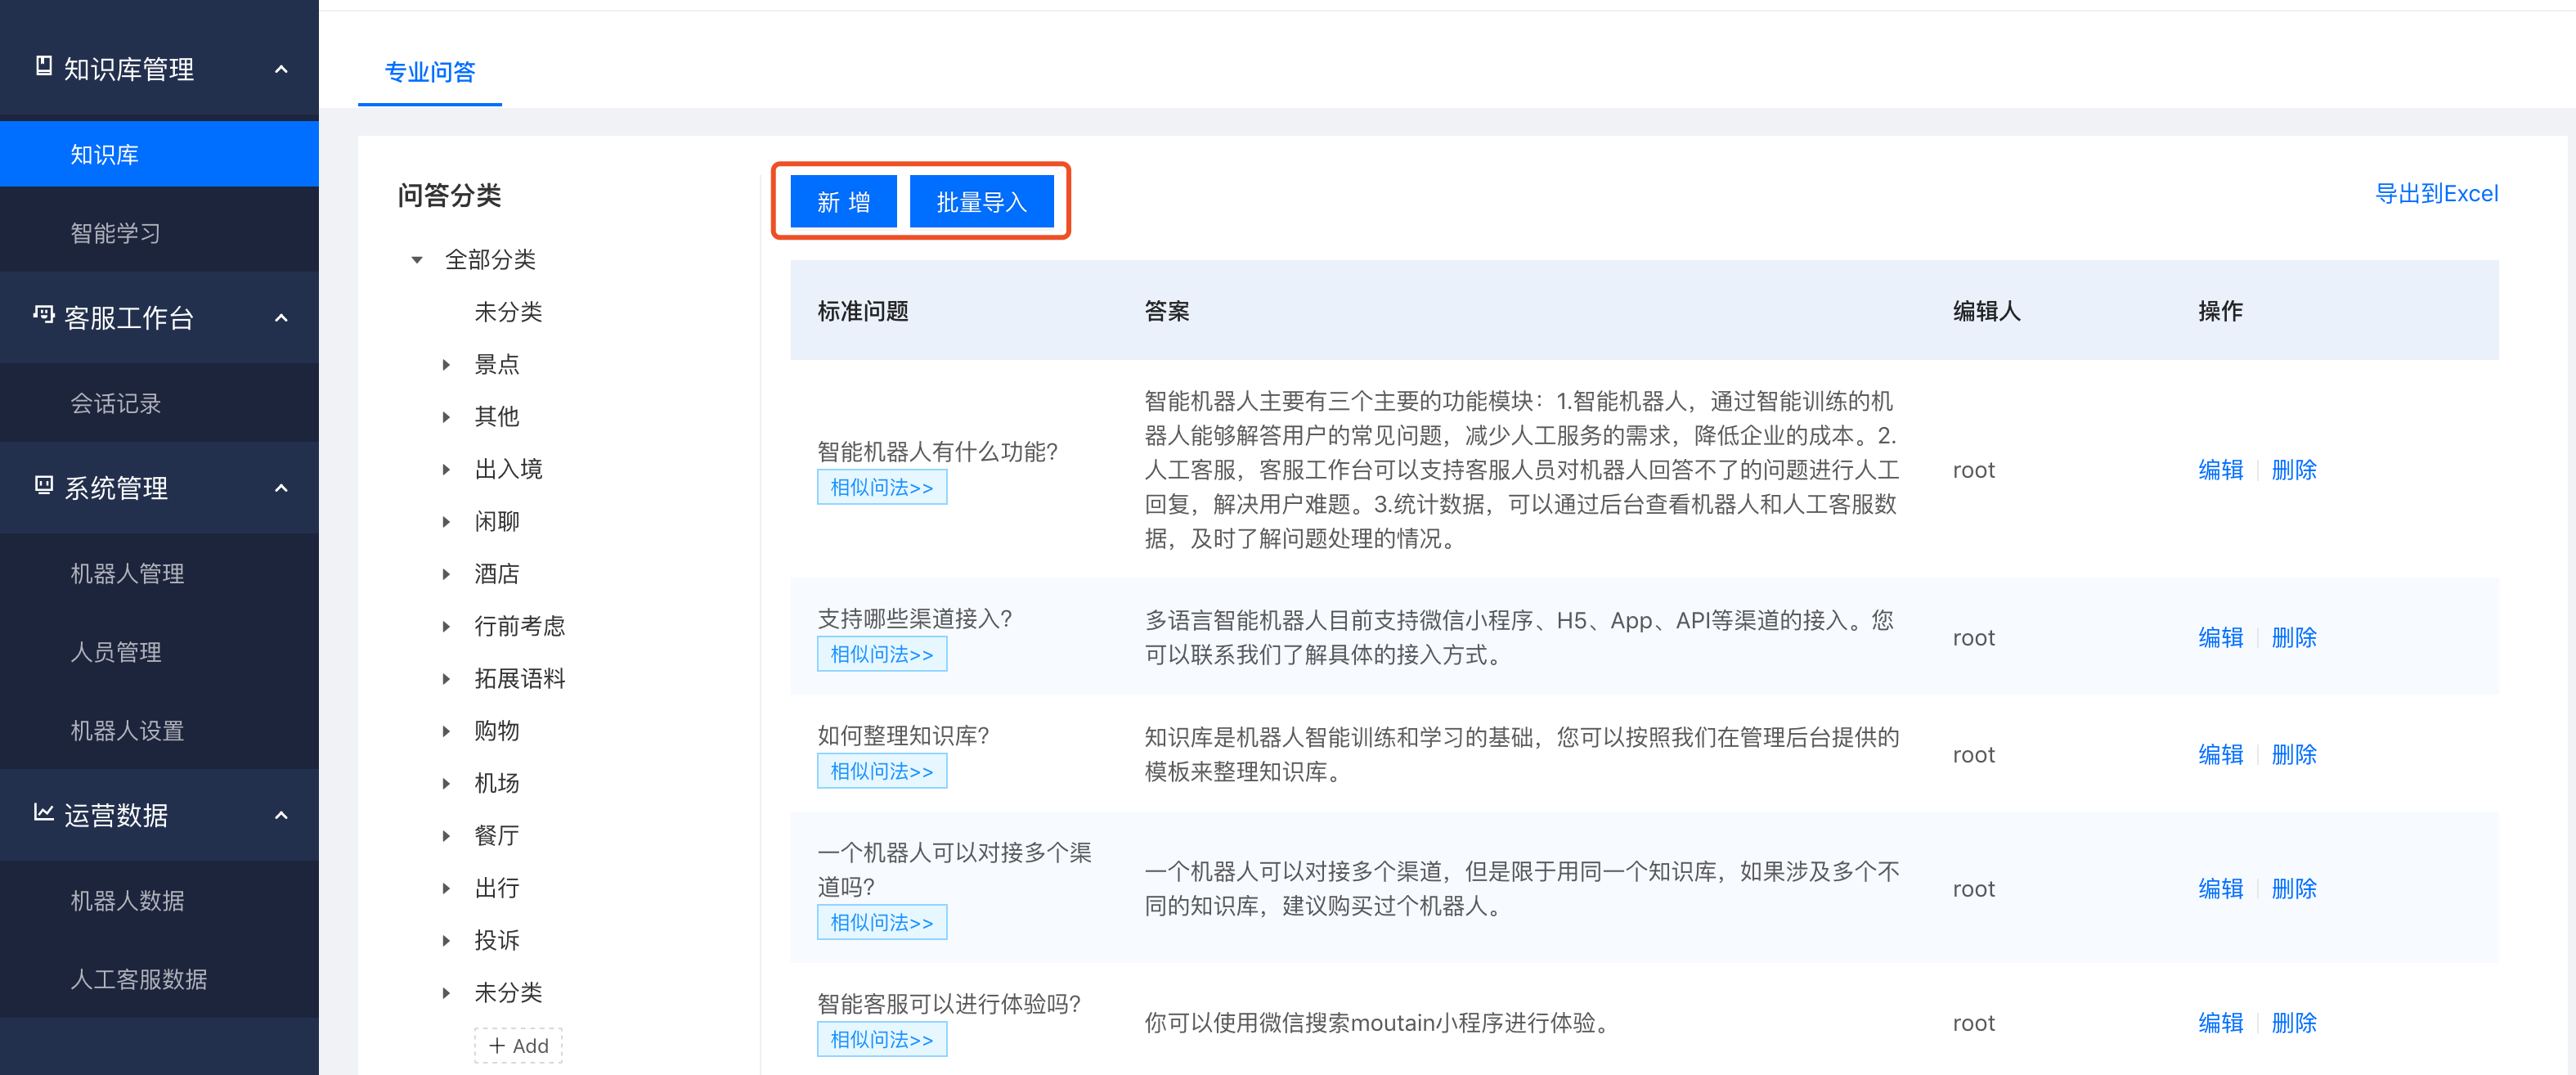 知识库管理
知识库
智能学习
客服工作台
会话记录
系统管理
机器人管理
人员管理
机器人设置
运营数据
机器人数据
人工客服数据
专业问答
问答分类
全部分类
未分类
景点
其他
出入境
闲聊
酒店
行前考虑
拓展语料
购物
机场
餐厅
出行
投诉
未分类
+ Add
新 增
批量导入
导出到Excel
标准问题 答案 编辑人 操作
智能机器人有什么功能?
相似问法>>
智能机器人主要有三个主要的功能模块：1.智能机器人，通过智能训练的机
器人能够解答用户的常见问题，减少人工服务的需求，降低企业的成本。2.
人工客服，客服工作台可以支持客服人员对机器人回答不了的问题进行人工
回复，解决用户难题。3.统计数据，可以通过后台查看机器人和人工客服数
据，及时了解问题处理的情况。
root
编辑 删除
支持哪些渠道接入?
相似问法>>
多语言智能机器人目前支持微信小程序、H5、App、API等渠道的接入。您
可以联系我们了解具体的接入方式。
root
编辑 删除
如何整理知识库?
相似问法>>
知识库是机器人智能训练和学习的基础，您可以按照我们在管理后台提供的
模板来整理知识库。
root
编辑 删除
一个机器人可以对接多个渠
道吗?
相似问法>>
一个机器人可以对接多个渠道，但是限于用同一个知识库，如果涉及多个不
同的知识库，建议购买过个机器人。
root
编辑 删除
智能客服可以进行体验吗?
相似问法>>
你可以使用微信搜索moutain小程序进行体验。
root
编辑 删除